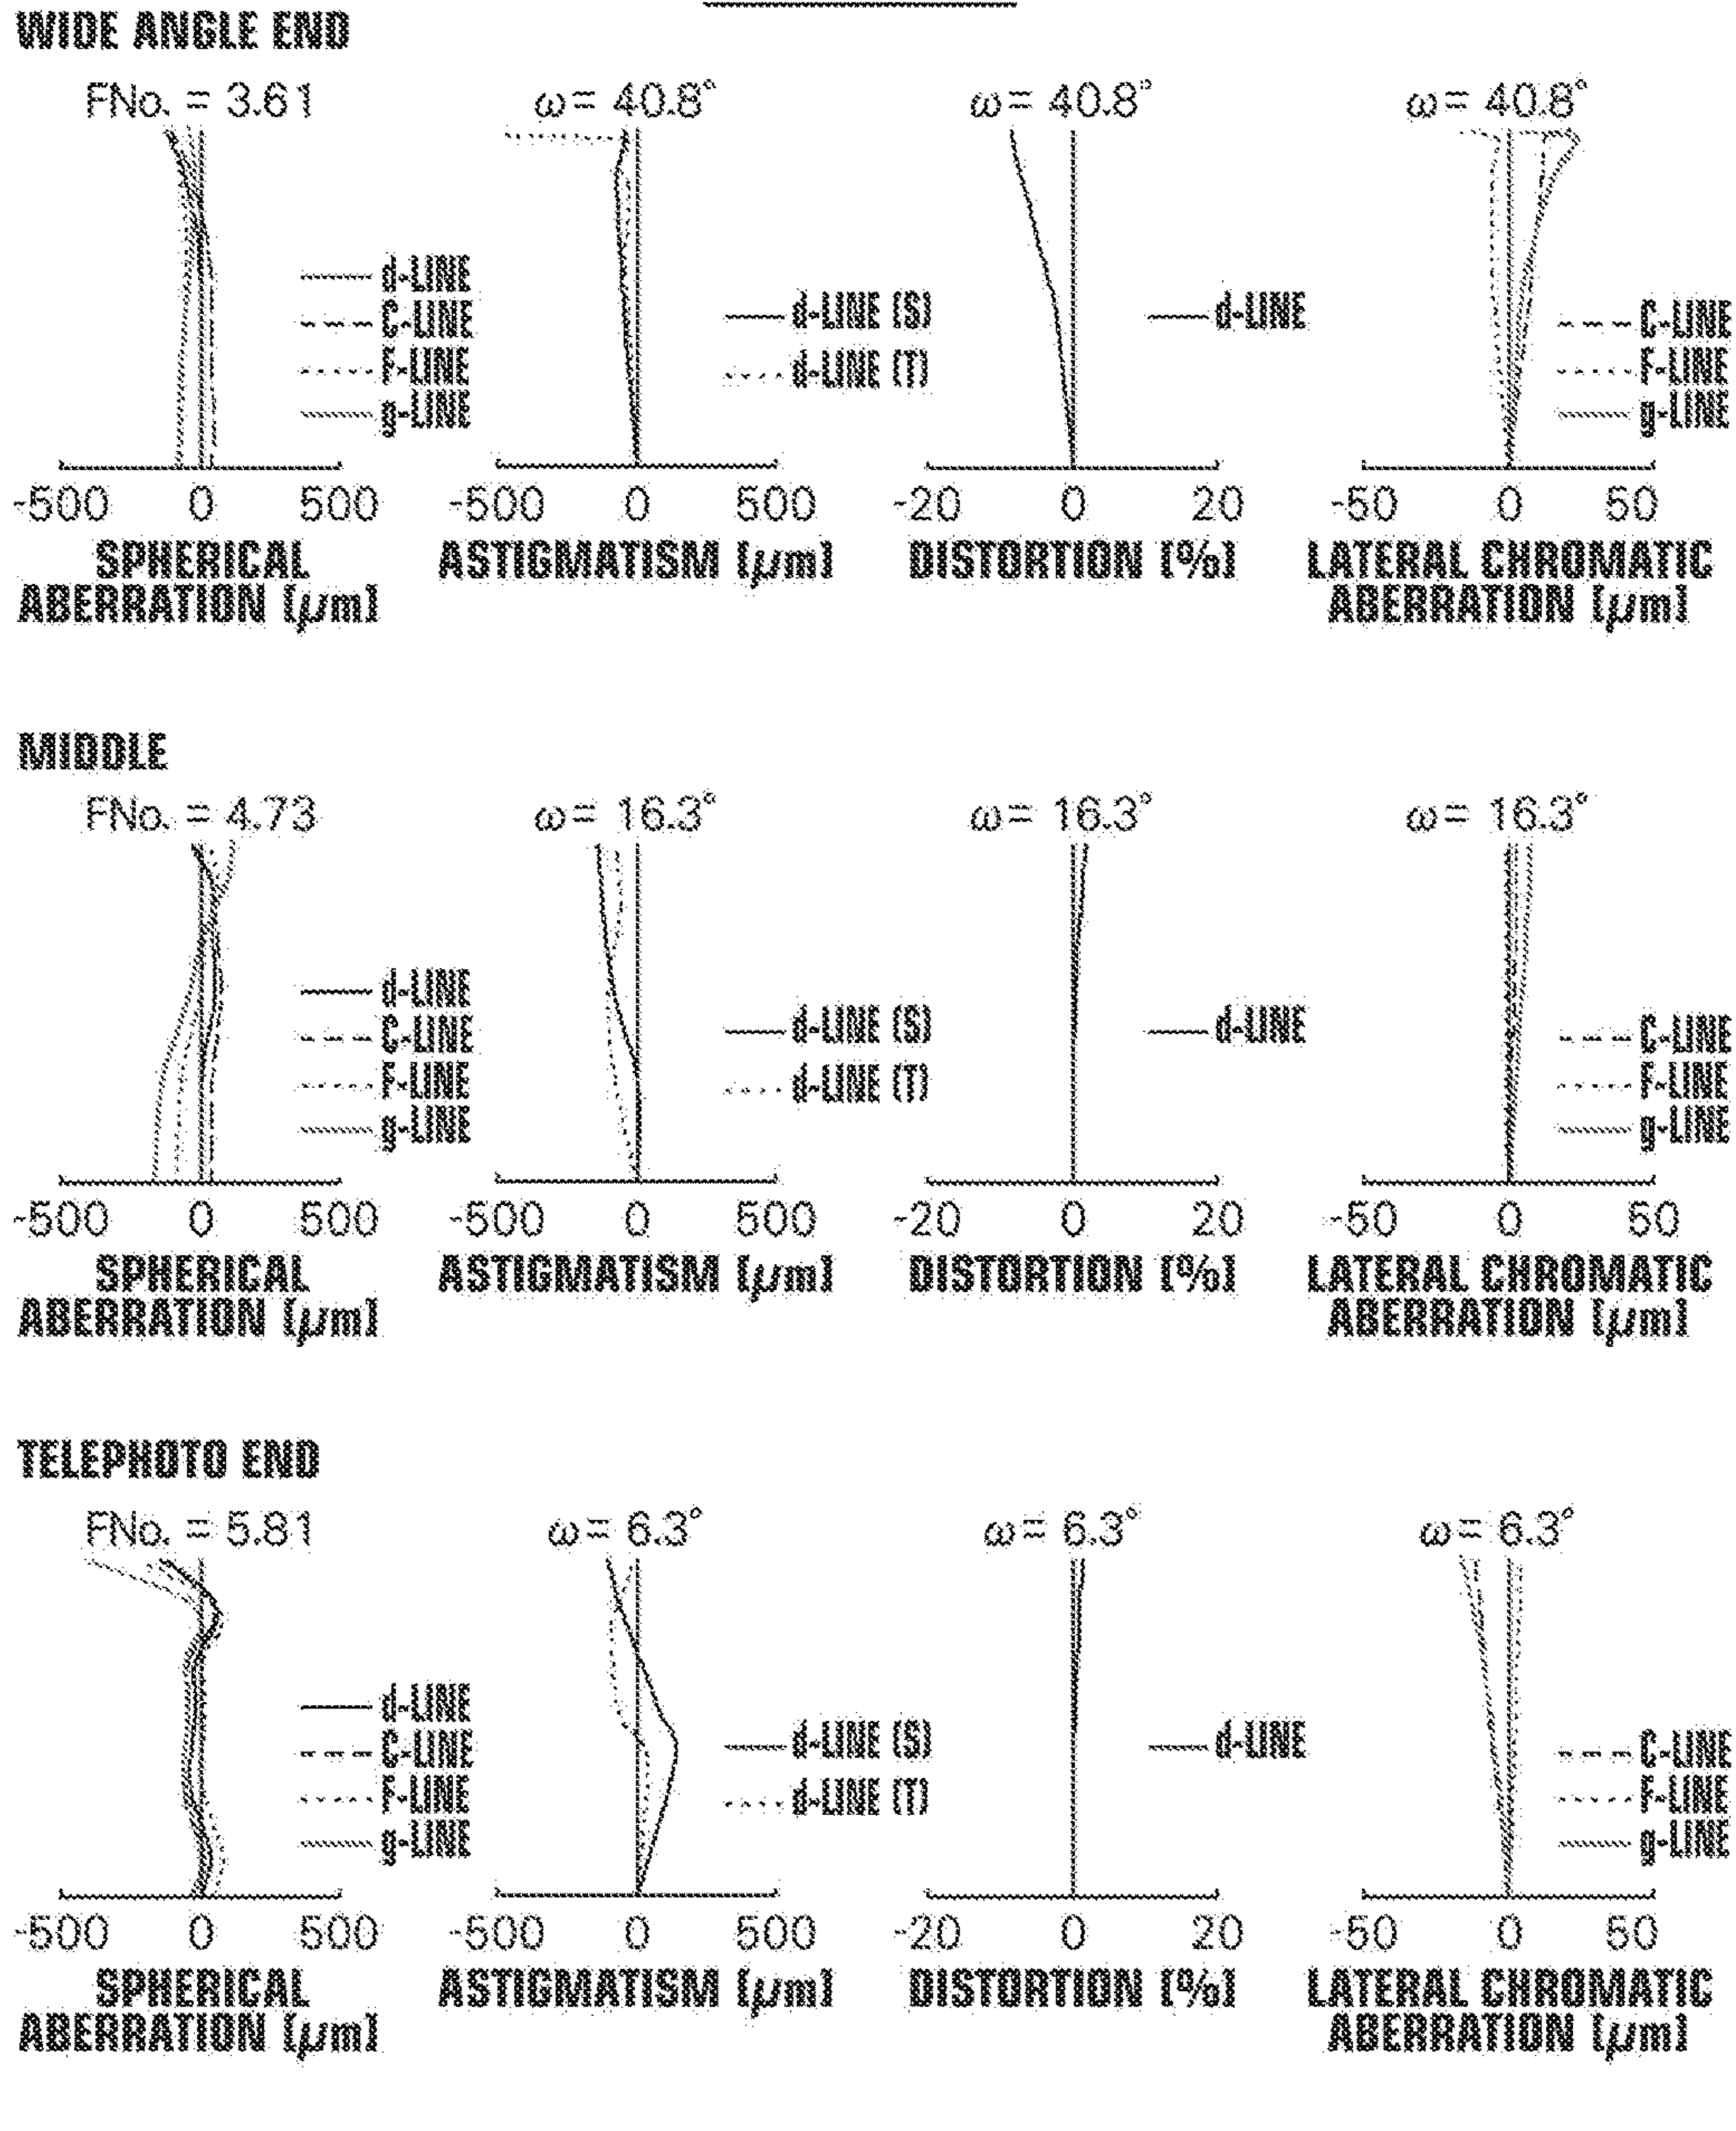 WIDE ANGLE END
FNo. = 3.61
ω = 40.8°
ω = 40.8°
ω = 40.8°
d-LINE
C-LINE
F-LINE
g-LINE
d-LINE (S)
d-LINE (T)
d-LINE
C-LINE
F-LINE
g-LINE
-500 0 500
-500 0 500
-20 0 20
-50 0 50
SPHERICAL
ABERRATION [μm]
ASTIGMATISM [μm]
DISTORTION [%]
LATERAL CHROMATIC
ABERRATION [μm]
MIDDLE
FNo. = 4.73
ω = 16.3°
ω = 16.3°
ω = 16.3°
d-LINE
C-LINE
F-LINE
g-LINE
d-LINE (S)
d-LINE (T)
d-LINE
C-LINE
F-LINE
g-LINE
-500 0 500
-500 0 500
-20 0 20
-50 0 50
SPHERICAL
ABERRATION [μm]
ASTIGMATISM [μm]
DISTORTION [%]
LATERAL CHROMATIC
ABERRATION [μm]
TELEPHOTO END
FNo. = 5.81
ω = 6.3°
ω = 6.3°
ω = 6.3°
d-LINE
C-LINE
F-LINE
g-LINE
d-LINE (S)
d-LINE (T)
d-LINE
C-LINE
F-LINE
g-LINE
-500 0 500
-500 0 500
-20 0 20
-50 0 50
SPHERICAL
ABERRATION [μm]
ASTIGMATISM [μm]
DISTORTION [%]
LATERAL CHROMATIC
ABERRATION [μm]